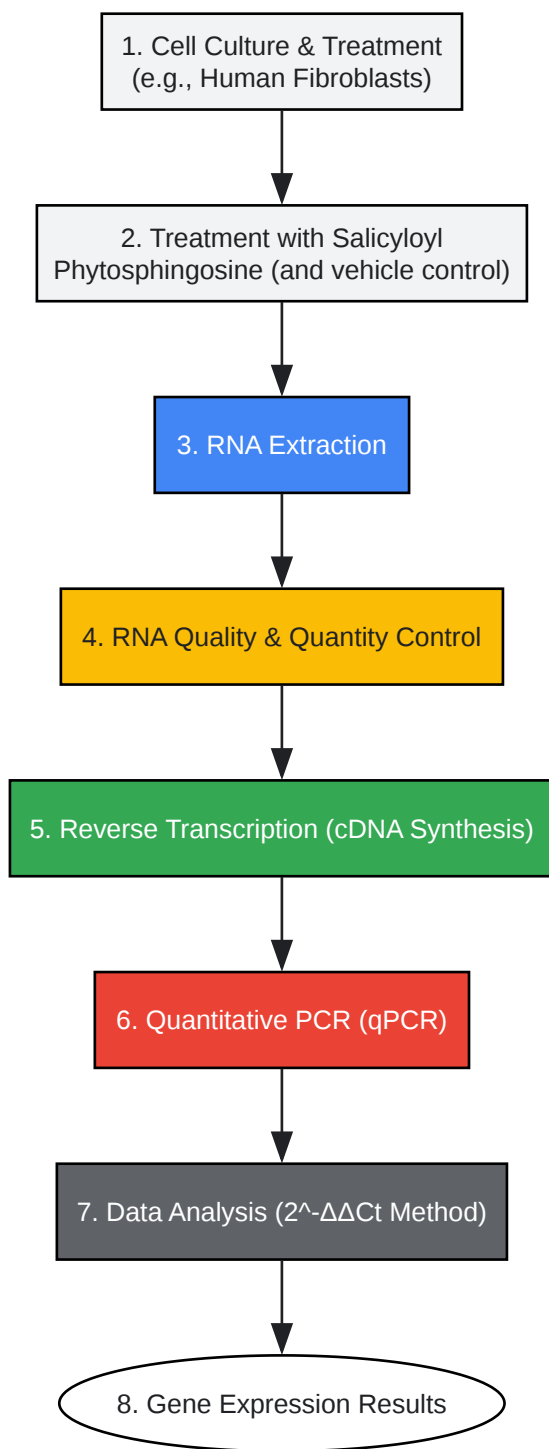 1. Cell Culture & Treatment
(e.g., Human Fibroblasts)
2. Treatment with Salicyloyl
Phytosphingosine (and vehicle control)
3. RNA Extraction
4. RNA Quality & Quantity Control
5. Reverse Transcription (cDNA Synthesis)
6. Quantitative PCR (qPCR)
7. Data Analysis (2^-ΔΔCt Method)
8. Gene Expression Results